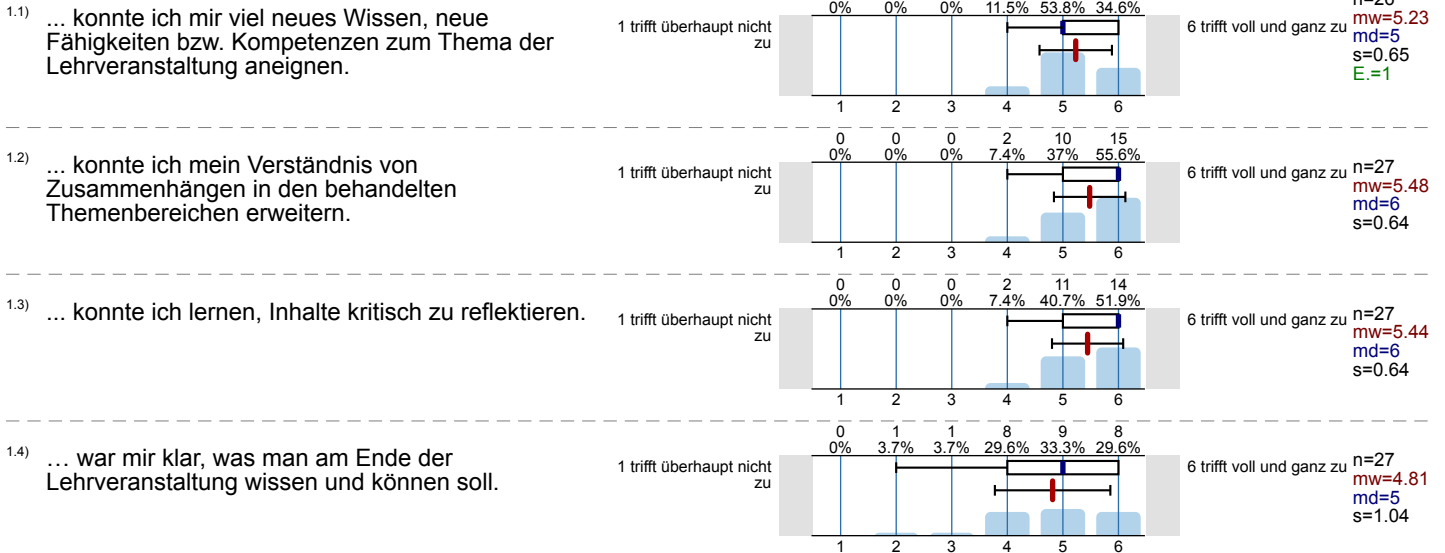 1.1) ... konnte ich mir viel neues Wissen, neue
Fähigkeiten bzw. Kompetenzen zum Thema der
Lehrveranstaltung aneignen.
1 trifft überhaupt nicht
zu
0% 0% 0% 11.5% 53.8% 34.6%
1 2 3 4 5 6
6 trifft voll und ganz zu
n=26
mw=5.23
md=5
s=0.65
E.=1
1.2) ... konnte ich mein Verständnis von
Zusammenhängen in den behandelten
Themenbereichen erweitern.
1 trifft überhaupt nicht
zu
0 0 0 2 10 15
0% 0% 0% 7.4% 37% 55.6%
1 2 3 4 5 6
6 trifft voll und ganz zu
n=27
mw=5.48
md=6
s=0.64
1.3) ... konnte ich lernen, Inhalte kritisch zu reflektieren.
1 trifft überhaupt nicht
zu
0 0 0 2 11 14
0% 0% 0% 7.4% 40.7% 51.9%
1 2 3 4 5 6
6 trifft voll und ganz zu
n=27
mw=5.44
md=6
s=0.64
1.4) … war mir klar, was man am Ende der
Lehrveranstaltung wissen und können soll.
1 trifft überhaupt nicht
zu
0 1 1 8 9 8
0% 3.7% 3.7% 29.6% 33.3% 29.6%
1 2 3 4 5 6
6 trifft voll und ganz zu
n=27
mw=4.81
md=5
s=1.04